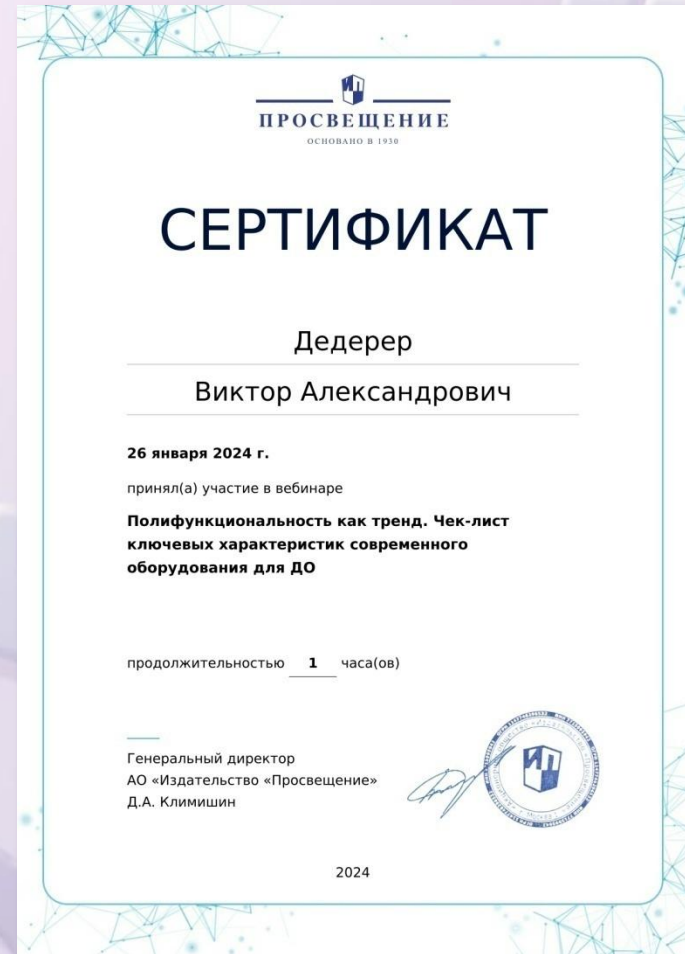 ПРОСВЕЩЕНИЕ
ОСНОВАНО В 1930
СЕРТИФИКАТ
Дедерер
Виктор Александрович
26 января 2024 г.
принял(а) участие в вебинаре
Полифункциональность как тренд. Чек-лист
ключевых характеристик современного
оборудования для ДО
продолжительностью 1 часа(ов)
Генеральный директор
АО «Издательство «Просвещение»
Д.А. Климишин
2024